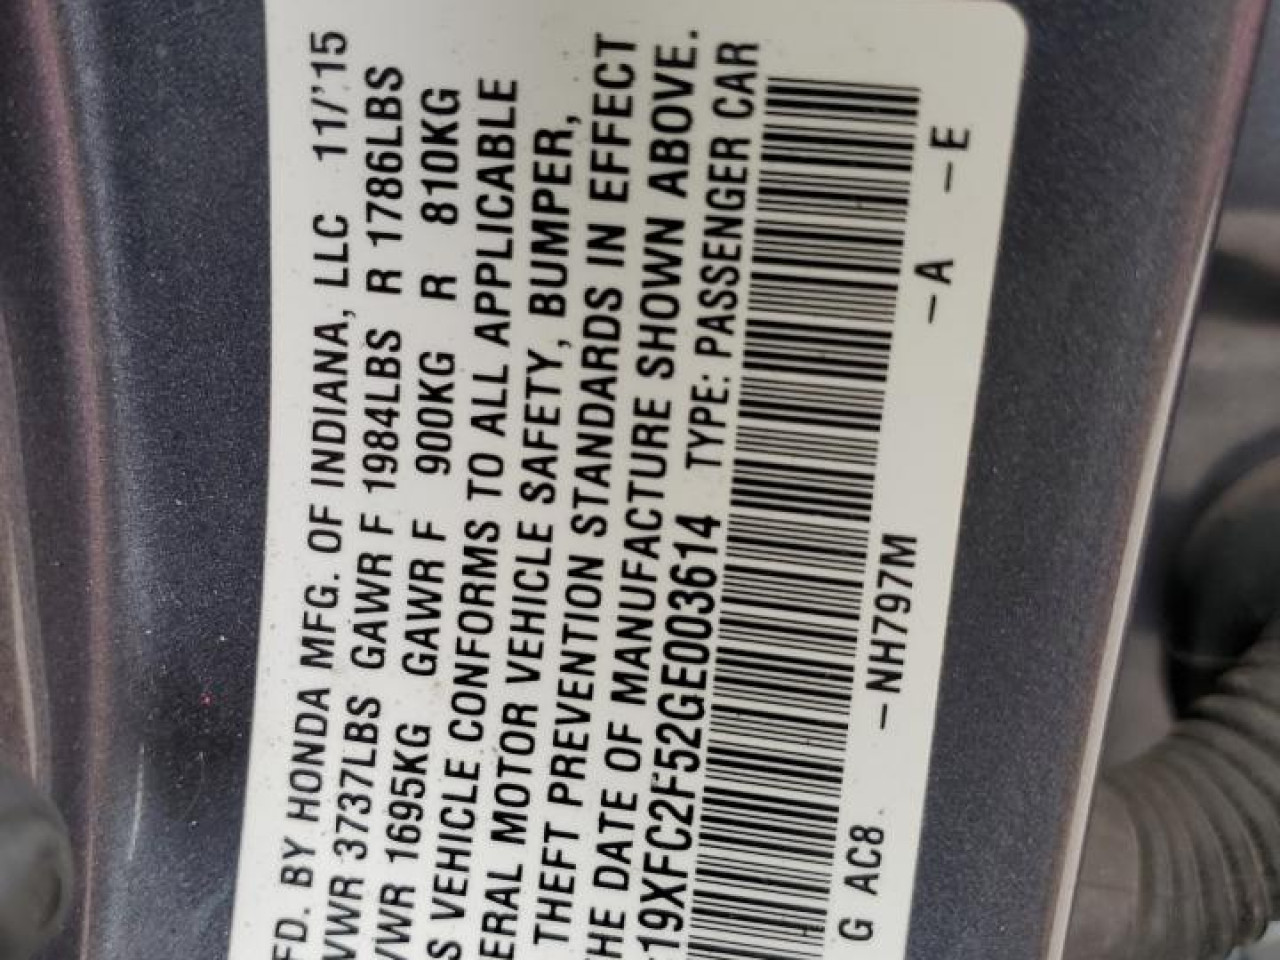 FD. BY HONDA MFG. OF INDIANA, LLC 11/'15
VWR 3737LBS GAWR F 1984LBS R 1786LBS
VWR 1695KG GAWR F 900KG R 810KG
S VEHICLE CONFORMS TO ALL APPLICABLE
ERAL MOTOR VEHICLE SAFETY, BUMPER,
THEFT PREVENTION STANDARDS IN EFFECT
HE DATE OF MANUFACTURE SHOWN ABOVE.
19XFC2F52GE003614 TYPE: PASSENGER CAR
G AC8 -NH797M -A -E